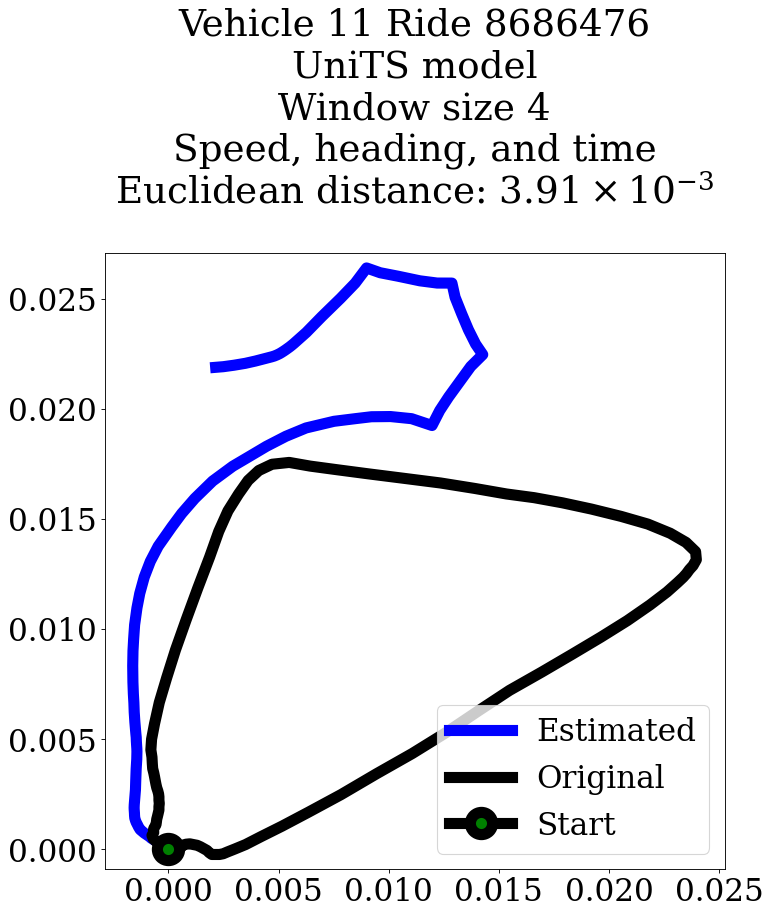 Vehicle 11 Ride 8686476
UniTS model
Window size 4
Speed, heading, and time
Euclidean distance: 3.91 × 10⁻³
0.025
0.020
0.015
0.010
0.005
0.000
Estimated
Original
Start
0.000 0.005 0.010 0.015 0.020 0.025